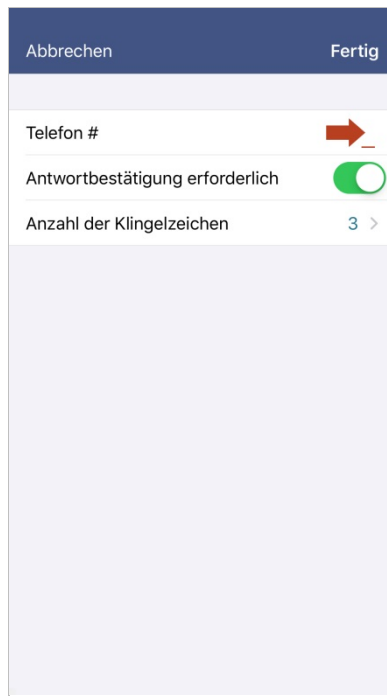 Abbrechen Fertig
Telefon # _
Antwortbestätigung erforderlich
Anzahl der Klingelzeichen 3 >